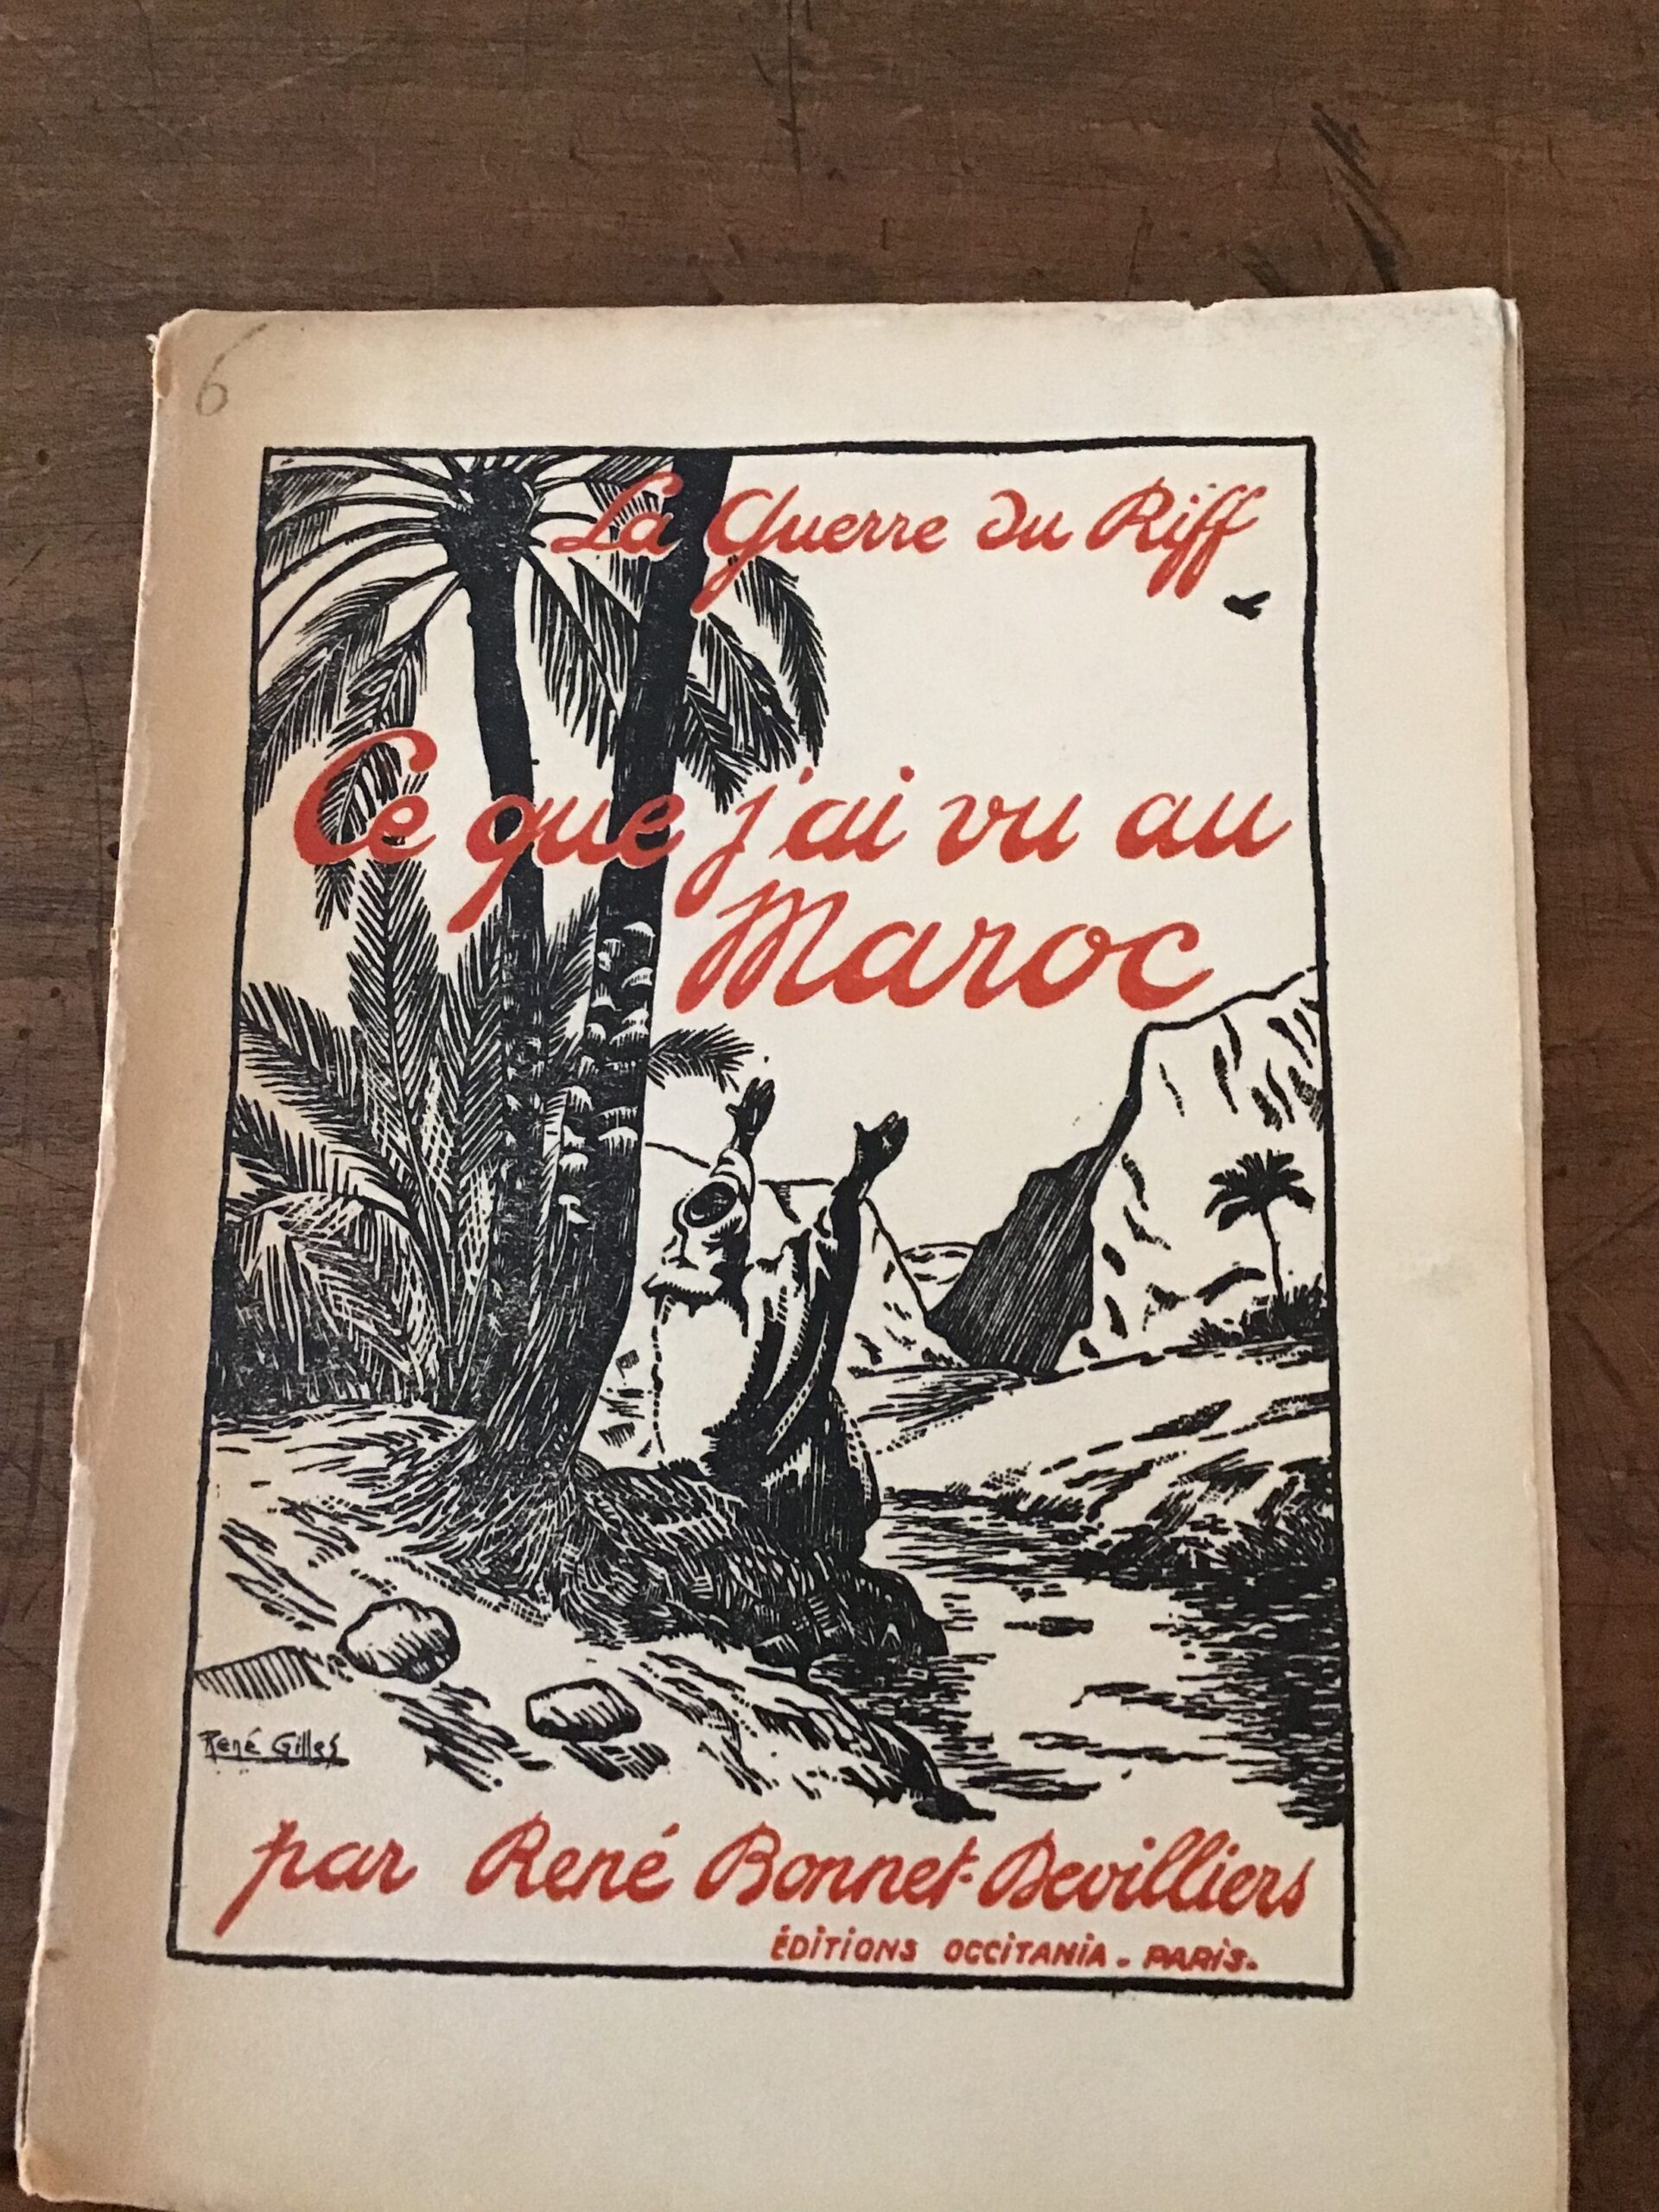 6
La Guerre du Riff
Ce que j'ai vu au
Maroc
René Gilles
par René Bonnet-Devilliers
ÉDITIONS OCCITANIA - PARIS.